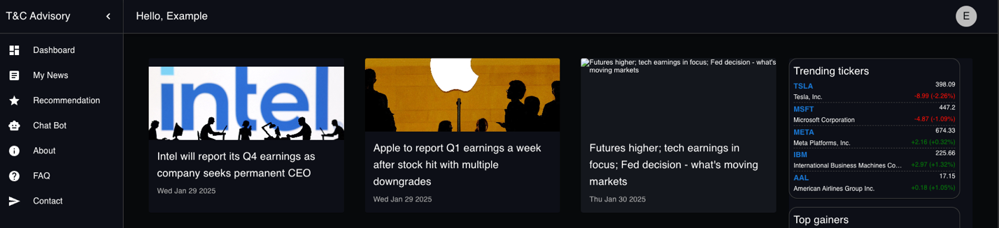 T&C Advisory
Hello, Example
E
Dashboard
My News
Recommendation
Chat Bot
About
FAQ
Contact
intel
Intel will report its Q4 earnings as
company seeks permanent CEO
Wed Jan 29 2025
Apple to report Q1 earnings a week
after stock hit with multiple
downgrades
Wed Jan 29 2025
Futures higher; tech earnings in focus; Fed decision - what's
moving markets
Futures higher; tech earnings in
focus; Fed decision - what's moving
markets
Thu Jan 30 2025
Trending tickers
TSLA 398.09
Tesla, Inc. -8.99 (-2.26%)
MSFT 447.2
Microsoft Corporation -4.87 (-1.09%)
META 674.33
Meta Platforms, Inc. +2.16 (+0.32%)
IBM 225.66
International Business Machines Co... +2.97 (+1.32%)
AAL 17.15
American Airlines Group Inc. +0.18 (+1.05%)
Top gainers